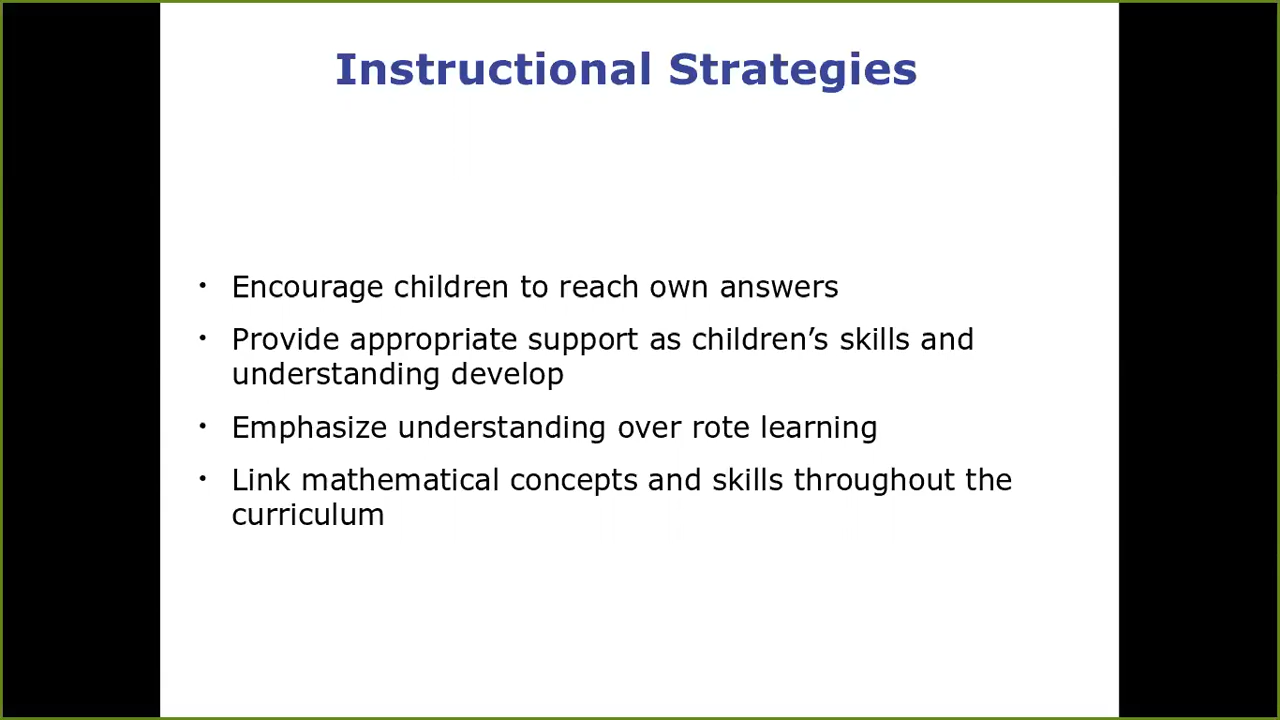 Instructional Strategies
• Encourage children to reach own answers
• Provide appropriate support as children’s skills and
understanding develop
• Emphasize understanding over rote learning
• Link mathematical concepts and skills throughout the
curriculum